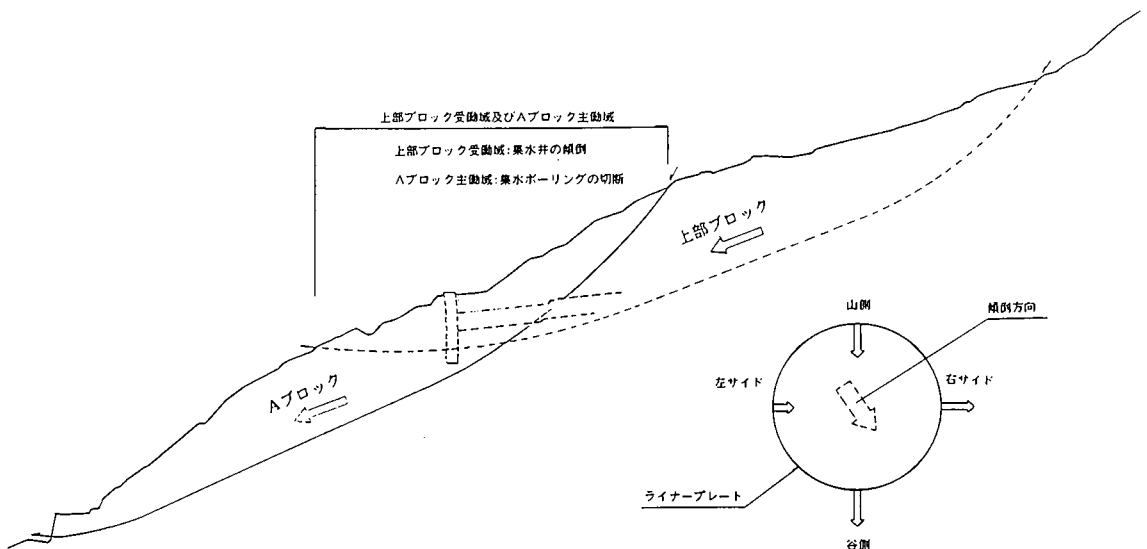 上部ブロック受働域及びAブロック主働域
上部ブロック受働域:集水井の傾倒
Aブロック主働域:集水ボーリングの切断
上部ブロック
Aブロック
山側
傾倒方向
左サイド
右サイド
ライナープレート
谷側